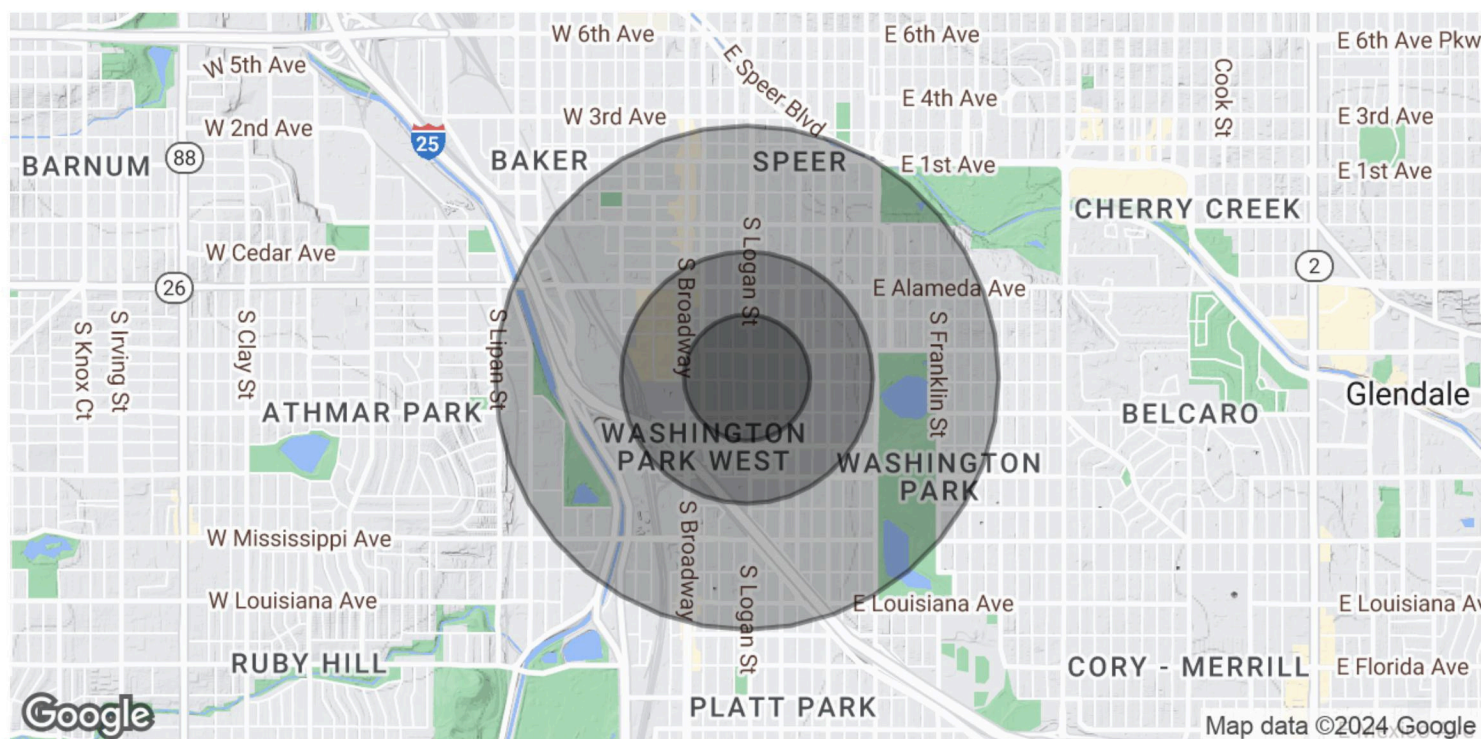 W 6th Ave
E 6th Ave
E 6th Ave Pkw
W 5th Ave
E Speer Blvd
Cook St
E 4th Ave
W 3rd Ave
E 3rd Ave
W 2nd Ave
25
BARNUM
88
BAKER
SPEER
E 1st Ave
E 1st Ave
CHERRY CREEK
W Cedar Ave
S Logan St
2
26
E Alameda Ave
S Knox Ct
S Irving St
S Clay St
S Lipan St
S Broadway
S Franklin St
Glendale
ATHMAR PARK
BELCARO
WASHINGTON
PARK WEST
WASHINGTON
PARK
W Mississippi Ave
S Broadway
S Logan St
W Louisiana Ave
E Louisiana Ave
E Louisiana Av
RUBY HILL
CORY - MERRILL
E Florida Ave
PLATT PARK
Google
Map data ©2024 Google